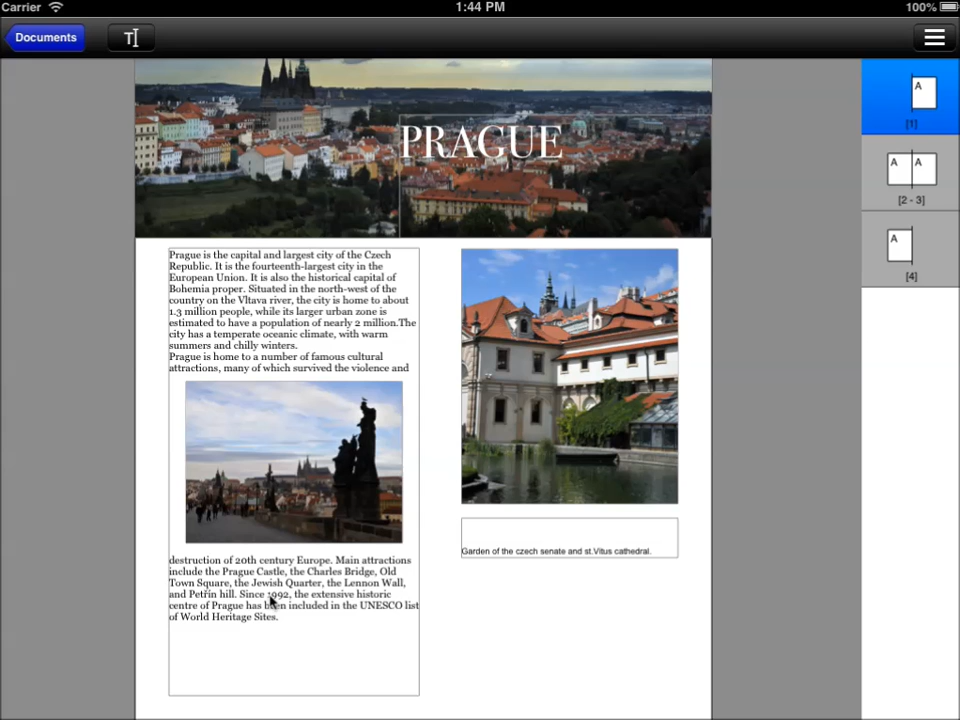 Carrier
1:44 PM
100%
Documents
T
PRAGUE
A
[1]
A A
[2 - 3]
A
[4]
Prague is the capital and largest city of the Czech
Republic. It is the fourteenth-largest city in the
European Union. It is also the historical capital of
Bohemia proper. Situated in the north-west of the
country on the Vltava river, the city is home to about
1.3 million people, while its larger urban zone is
estimated to have a population of nearly 2 million.The
city has a temperate oceanic climate, with warm
summers and chilly winters.
Prague is home to a number of famous cultural
attractions, many of which survived the violence and
destruction of 20th century Europe. Main attractions
include the Prague Castle, the Charles Bridge, Old
Town Square, the Jewish Quarter, the Lennon Wall,
and Petřín hill. Since 1992, the extensive historic
centre of Prague has been included in the UNESCO list
of World Heritage Sites.
Garden of the czech senate and st.Vitus cathedral.